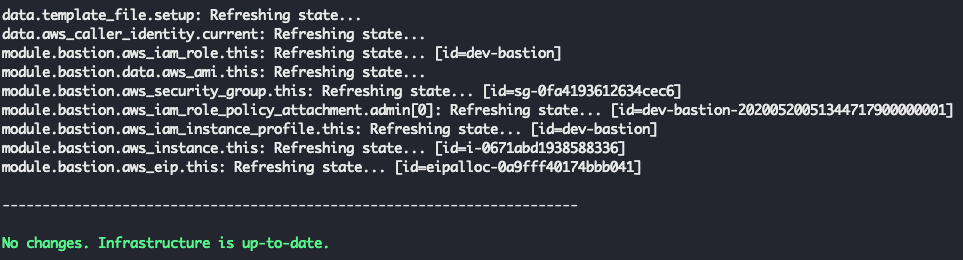 data.template_file.setup: Refreshing state...
data.aws_caller_identity.current: Refreshing state...
module.bastion.aws_iam_role.this: Refreshing state... [id=dev-bastion]
module.bastion.data.aws_ami.this: Refreshing state...
module.bastion.aws_security_group.this: Refreshing state... [id=sg-0fa4193612634cec6]
module.bastion.aws_iam_role_policy_attachment.admin[0]: Refreshing state... [id=dev-bastion-20200520051344717900000001]
module.bastion.aws_iam_instance_profile.this: Refreshing state... [id=dev-bastion]
module.bastion.aws_instance.this: Refreshing state... [id=i-0671abd1938588336]
module.bastion.aws_eip.this: Refreshing state... [id=eipalloc-0a9fff40174bbb041]
------------------------------------------------------------------------
No changes. Infrastructure is up-to-date.